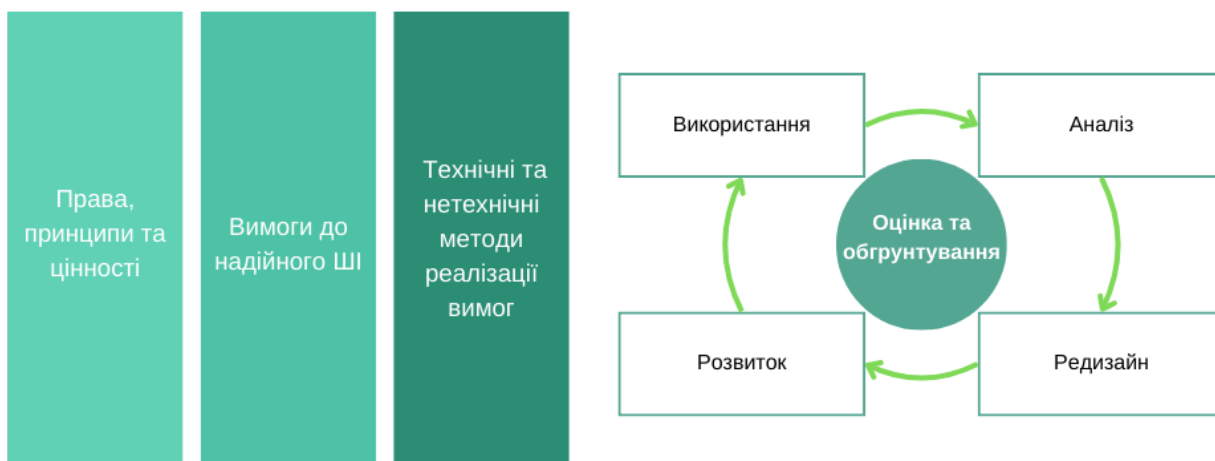 Права,
принципи та
цінності
Вимоги до
надійного ШІ
Технічні та
нетехнічні
методи
реалізації
вимог
Використання
Аналіз
Оцінка та
обгрунтування
Розвиток
Редизайн